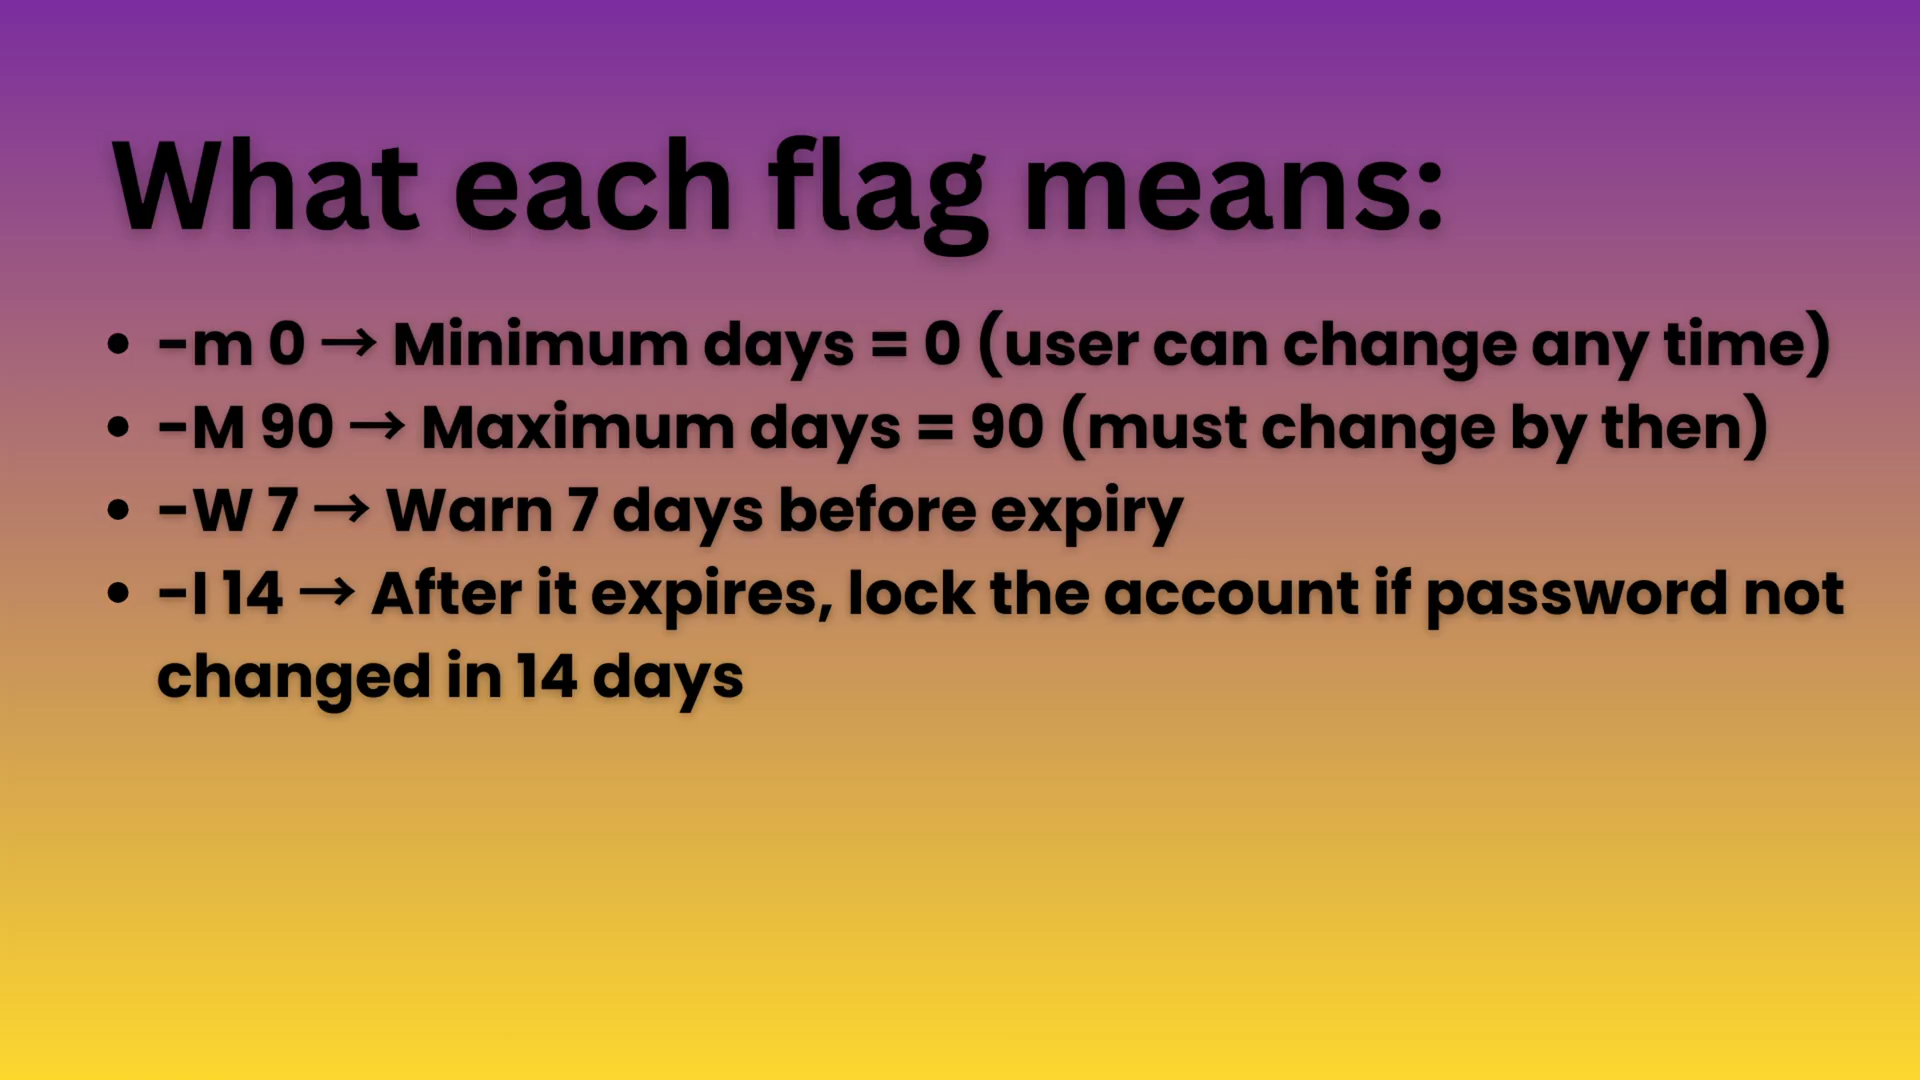 What each flag means:
• -m 0 → Minimum days = 0 (user can change any time)
• -M 90 → Maximum days = 90 (must change by then)
• -W 7 → Warn 7 days before expiry
• -I 14 → After it expires, lock the account if password not
changed in 14 days